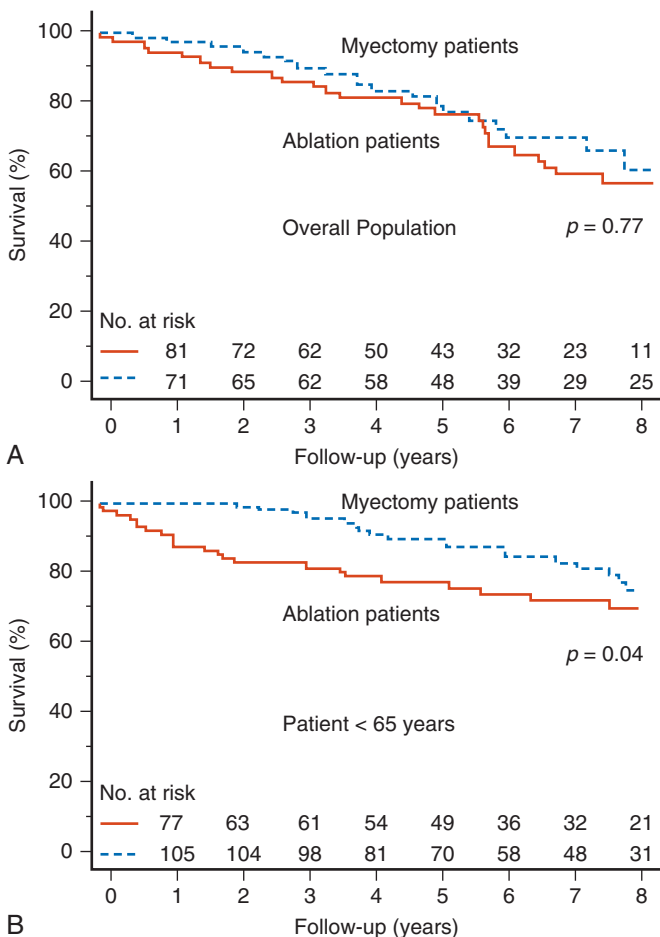 100
Myectomy patients
80
Ablation patients
60
Survival (%)
Overall Population
p = 0.77
40
20
No. at risk
81 72 62 50 43 32 23 11
0 71 65 62 58 48 39 29 25
0 1 2 3 4 5 6 7 8
A
Follow-up (years)
100
Myectomy patients
80
Ablation patients
60
Survival (%)
p = 0.04
40
Patient < 65 years
20
No. at risk
77 63 61 54 49 36 32 21
0 105 104 98 81 70 58 48 31
0 1 2 3 4 5 6 7 8
B
Follow-up (years)